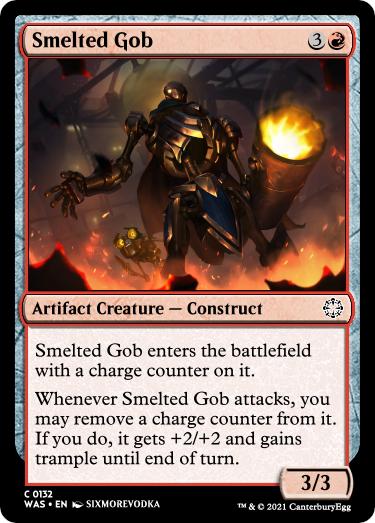 Smelted Gob 3
Artifact Creature — Construct
Smelted Gob enters the battlefield
with a charge counter on it.
Whenever Smelted Gob attacks, you
may remove a charge counter from it.
If you do, it gets +2/+2 and gains
trample until end of turn.
3/3
C 0132
WAS • EN SIXMOREVODKA
™ & © 2021 CanterburyEgg